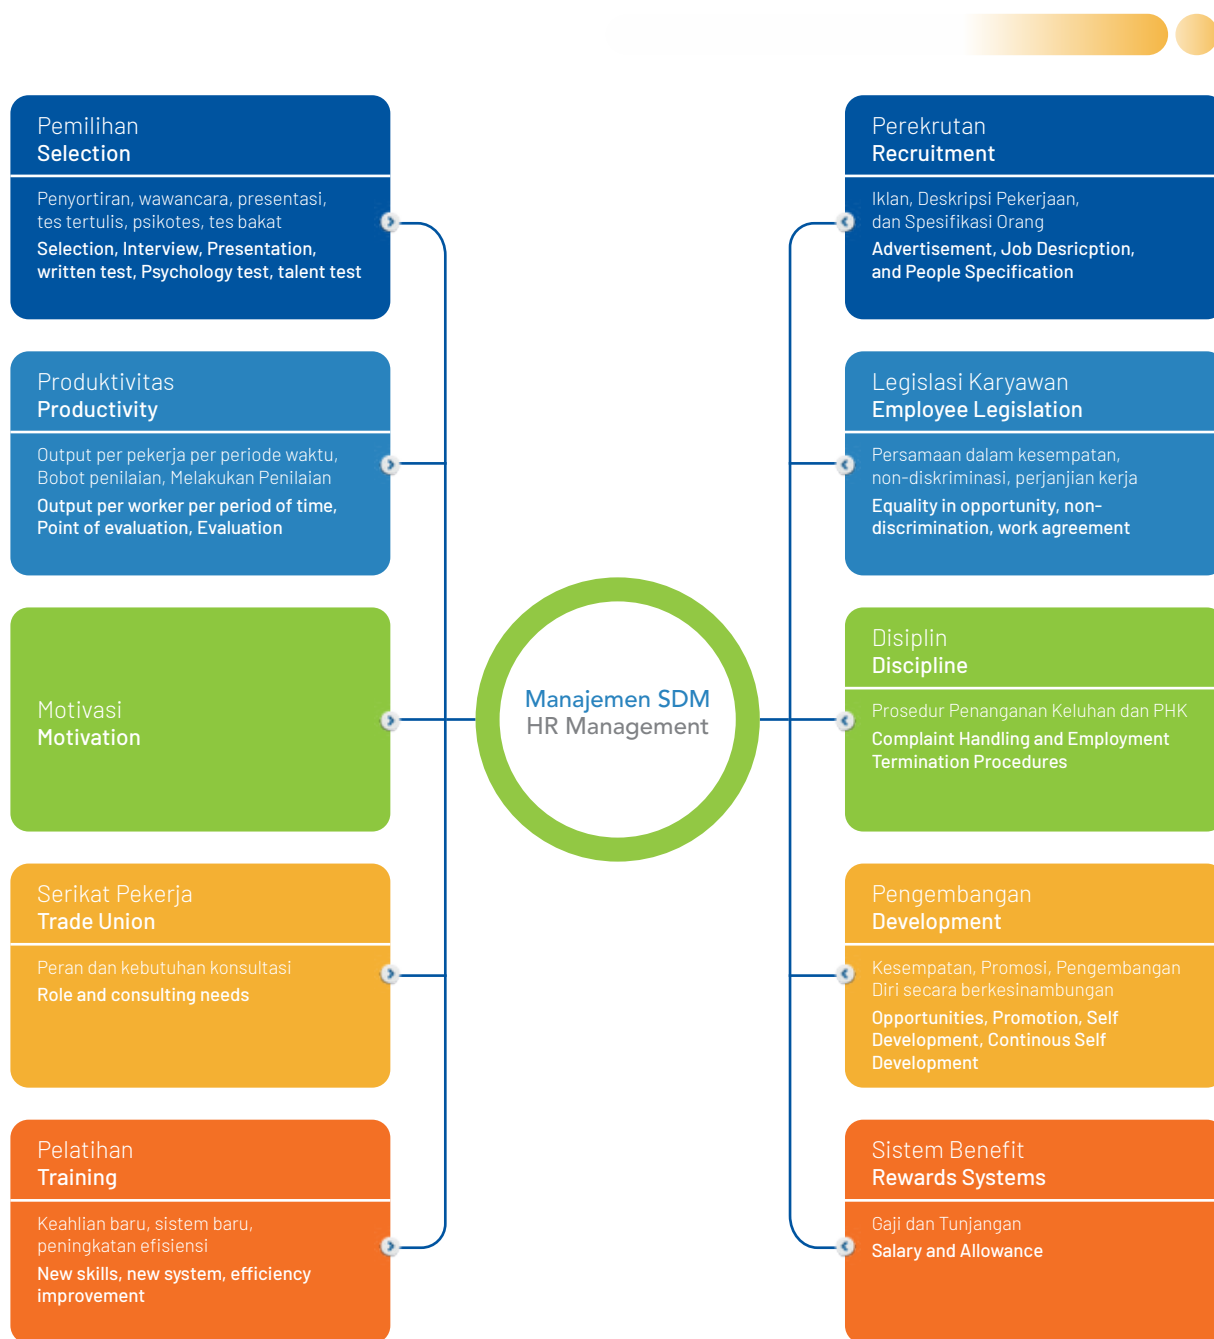 Pemilihan
Selection
Penyortiran, wawancara, presentasi,
tes tertulis, psikotes, tes bakat
Selection, Interview, Presentation,
written test, Psychology test, talent test
Produktivitas
Productivity
Output per pekerja per periode waktu,
Bobot penilaian, Melakukan Penilaian
Output per worker per period of time,
Point of evaluation, Evaluation
Motivasi
Motivation
Serikat Pekerja
Trade Union
Peran dan kebutuhan konsultasi
Role and consulting needs
Pelatihan
Training
Keahlian baru, sistem baru,
peningkatan efisiensi
New skills, new system, efficiency
improvement
Manajemen SDM
HR Management
Perekrutan
Recruitment
Iklan, Deskripsi Pekerjaan,
dan Spesifikasi Orang
Advertisement, Job Desricption,
and People Specification
Legislasi Karyawan
Employee Legislation
Persamaan dalam kesempatan,
non-diskriminasi, perjanjian kerja
Equality in opportunity, non-
discrimination, work agreement
Disiplin
Discipline
Prosedur Penanganan Keluhan dan PHK
Complaint Handling and Employment
Termination Procedures
Pengembangan
Development
Kesempatan, Promosi, Pengembangan
Diri secara berkesinambungan
Opportunities, Promotion, Self
Development, Continous Self
Development
Sistem Benefit
Rewards Systems
Gaji dan Tunjangan
Salary and Allowance